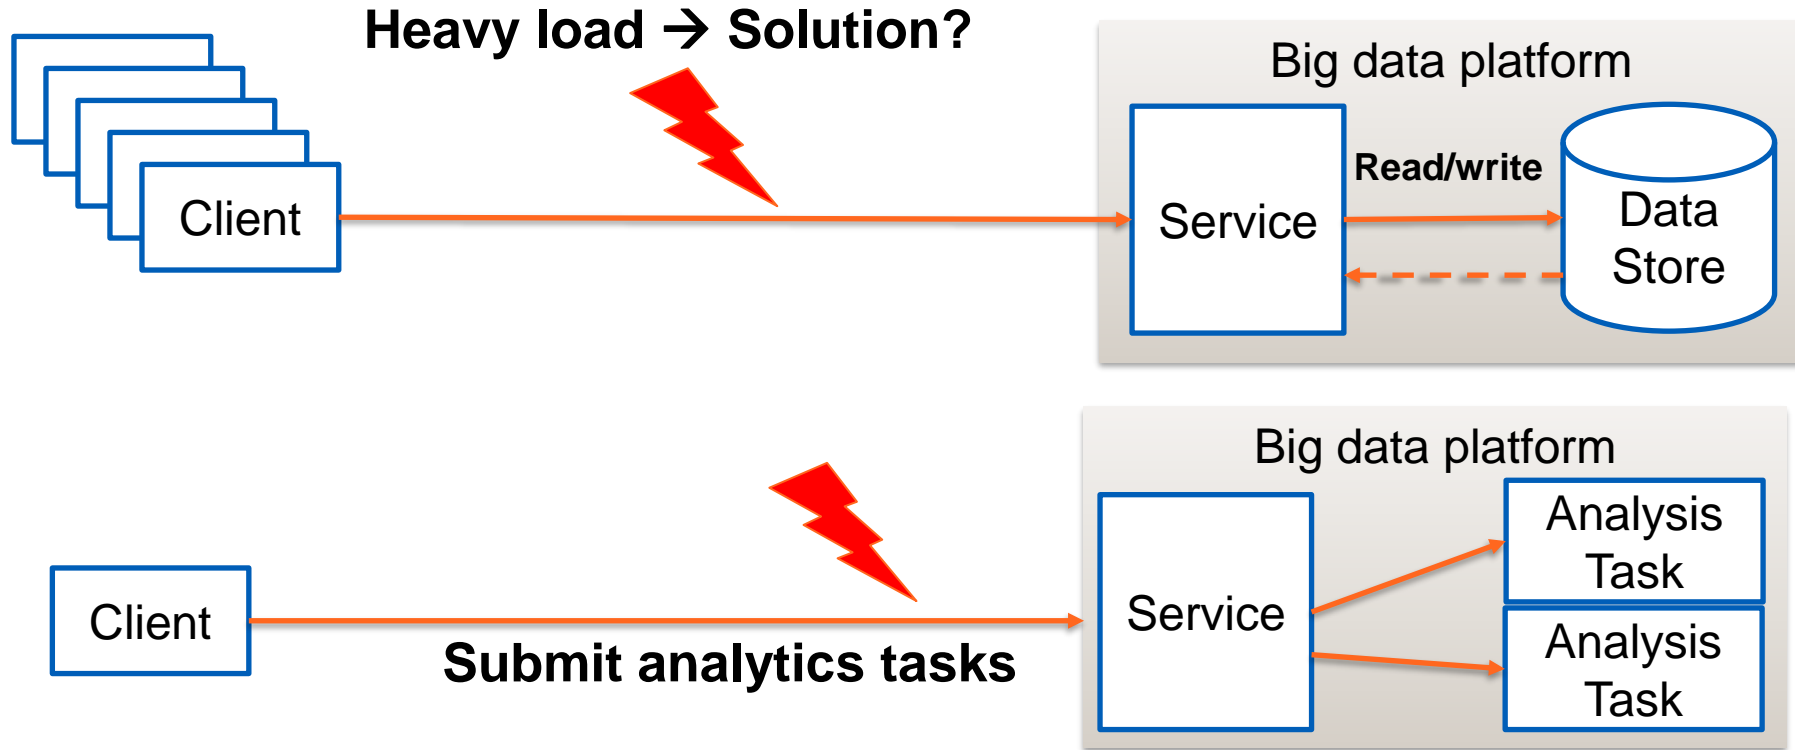 Heavy load → Solution?
Big data platform
Client
Service
Read/write
Data
Store
Big data platform
Client
Submit analytics tasks
Service
Analysis
Task
Analysis
Task